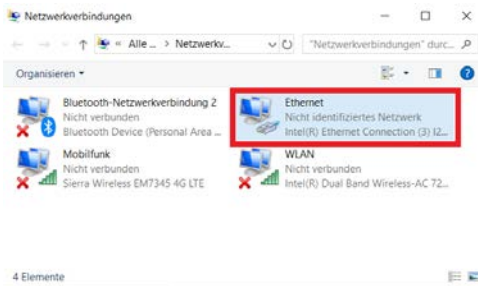 Netzwerkverbindungen
« Alle ... > Netzwerkv...
"Netzwerkverbindungen" durc...
Organisieren
Bluetooth-Netzwerkverbindung 2
Nicht verbunden
Bluetooth Device (Personal Area ...
Ethernet
Nicht identifiziertes Netzwerk
Intel(R) Ethernet Connection (3) I2...
Mobilfunk
Nicht verbunden
Sierra Wireless EM7345 4G LTE
WLAN
Nicht verbunden
Intel(R) Dual Band Wireless-AC 72...
4 Elemente